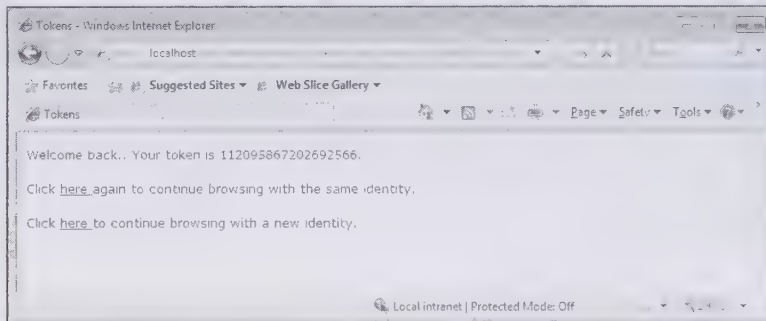 Tokens - Windows Internet Explorer
localhost
Favorites Suggested Sites Web Slice Gallery
Tokens Page Safety Tools
Welcome back.. Your token is 112095867202692566.
Click here again to continue browsing with the same identity.
Click here to continue browsing with a new identity.
Local intranet | Protected Mode: Off